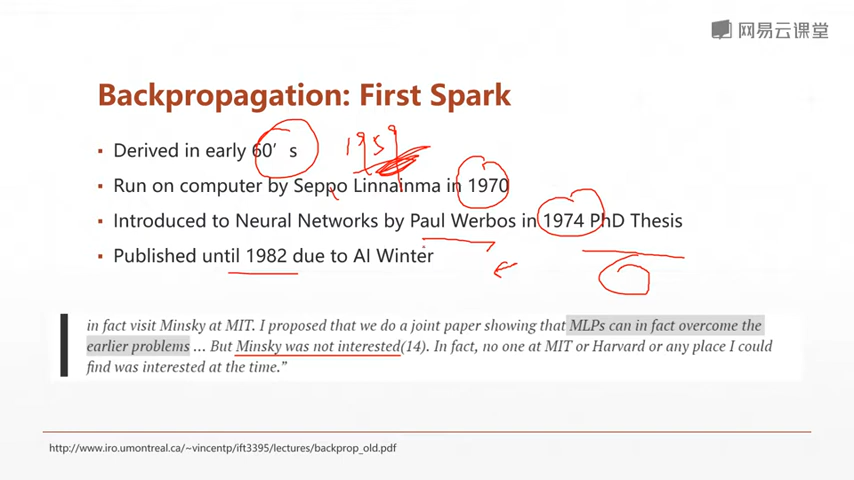 网易云课堂
Backpropagation: First Spark
▪ Derived in early 60's
1959
▪ Run on computer by Seppo Linnainma in 1970
▪ Introduced to Neural Networks by Paul Werbos in 1974 PhD Thesis
▪ Published until 1982 due to AI Winter
in fact visit Minsky at MIT. I proposed that we do a joint paper showing that MLPs can in fact overcome the
earlier problems … But Minsky was not interested(14). In fact, no one at MIT or Harvard or any place I could
find was interested at the time.”
http://www.iro.umontreal.ca/~vincentp/ift3395/lectures/backprop_old.pdf